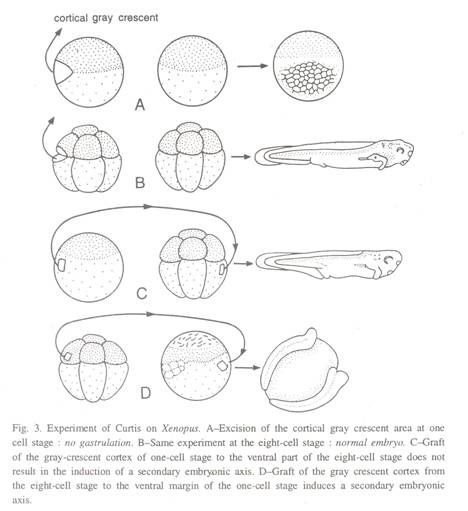 cortical gray crescent
A
B
C
D
Fig. 3. Experiment of Curtis on Xenopus. A–Excision of the cortical gray crescent area at one
cell stage : no gastrulation. B–Same experiment at the eight-cell stage : normal embryo. C–Graft
of the gray-crescent cortex of one-cell stage to the ventral part of the eight-cell stage does not
result in the induction of a secondary embryonic axis. D–Graft of the gray crescent cortex from
the eight-cell stage to the ventral margin of the one-cell stage induces a secondary embryonic
axis.